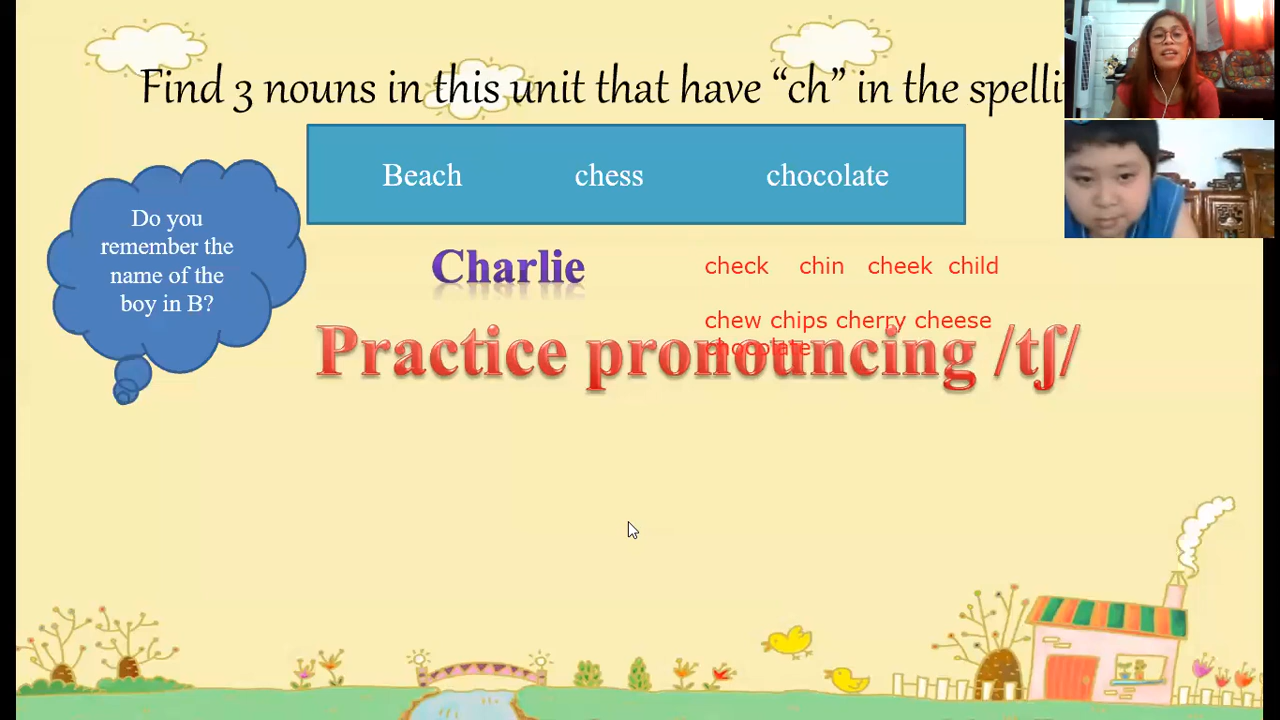 Find 3 nouns in this unit that have “ch” in the
Beach chess chocolate
Do you
remember the
name of the
boy in B?
Charlie
check chin cheek child
chew chips cherry cheese
chocolate
Practice pronouncing /tʃ/